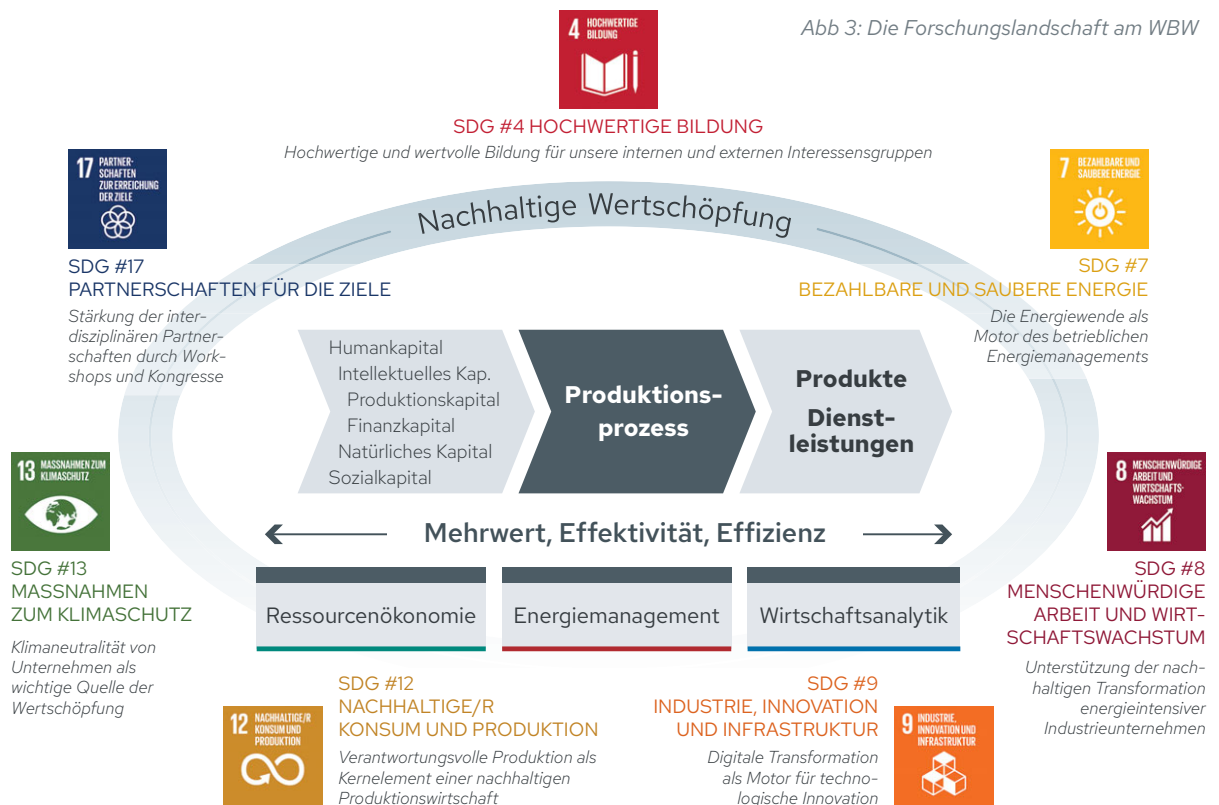 Abb 3: Die Forschungslandschaft am WBW
4 HOCHWERTIGE
BILDUNG
SDG #4 HOCHWERTIGE BILDUNG
Hochwertige und wertvolle Bildung für unsere internen und externen Interessensgruppen
17 PARTNER-
SCHAFTEN
ZUR ERREICHUNG
DER ZIELE
SDG #17
PARTNERSCHAFTEN FÜR DIE ZIELE
Stärkung der inter-
disziplinären Partner-
schaften durch Work-
shops und Kongresse
7 BEZAHLBARE UND
SAUBERE ENERGIE
SDG #7
BEZAHLBARE UND SAUBERE ENERGIE
Die Energiewende als
Motor des betrieblichen
Energiemanagements
Nachhaltige Wertschöpfung
Humankapital
Intellektuelles Kap.
Produktionskapital
Finanzkapital
Natürliches Kapital
Sozialkapital
Produktions-
prozess
Produkte
Dienst-
leistungen
Mehrwert, Effektivität, Effizienz
Ressourcenökonomie
Energiemanagement
Wirtschaftsanalytik
13 MASSNAHMEN ZUM
KLIMASCHUTZ
SDG #13
MASSNAHMEN
ZUM KLIMASCHUTZ
Klimaneutralität von
Unternehmen als
wichtige Quelle der
Wertschöpfung
8 MENSCHENWÜRDIGE
ARBEIT UND
WIRTSCHAFTS-
WACHSTUM
SDG #8
MENSCHENWÜRDIGE
ARBEIT UND WIRT-
SCHAFTSWACHSTUM
Unterstützung der nach-
haltigen Transformation
energieintensiver
Industrieunternehmen
12 NACHHALTIGE/R
KONSUM UND
PRODUKTION
SDG #12
NACHHALTIGE/R
KONSUM UND PRODUKTION
Verantwortungsvolle Produktion als
Kernelement einer nachhaltigen
Produktionswirtschaft
SDG #9
INDUSTRIE, INNOVATION
UND INFRASTRUKTUR
Digitale Transformation
als Motor für techno-
logische Innovation
9 INDUSTRIE,
INNOVATION UND
INFRASTRUKTUR